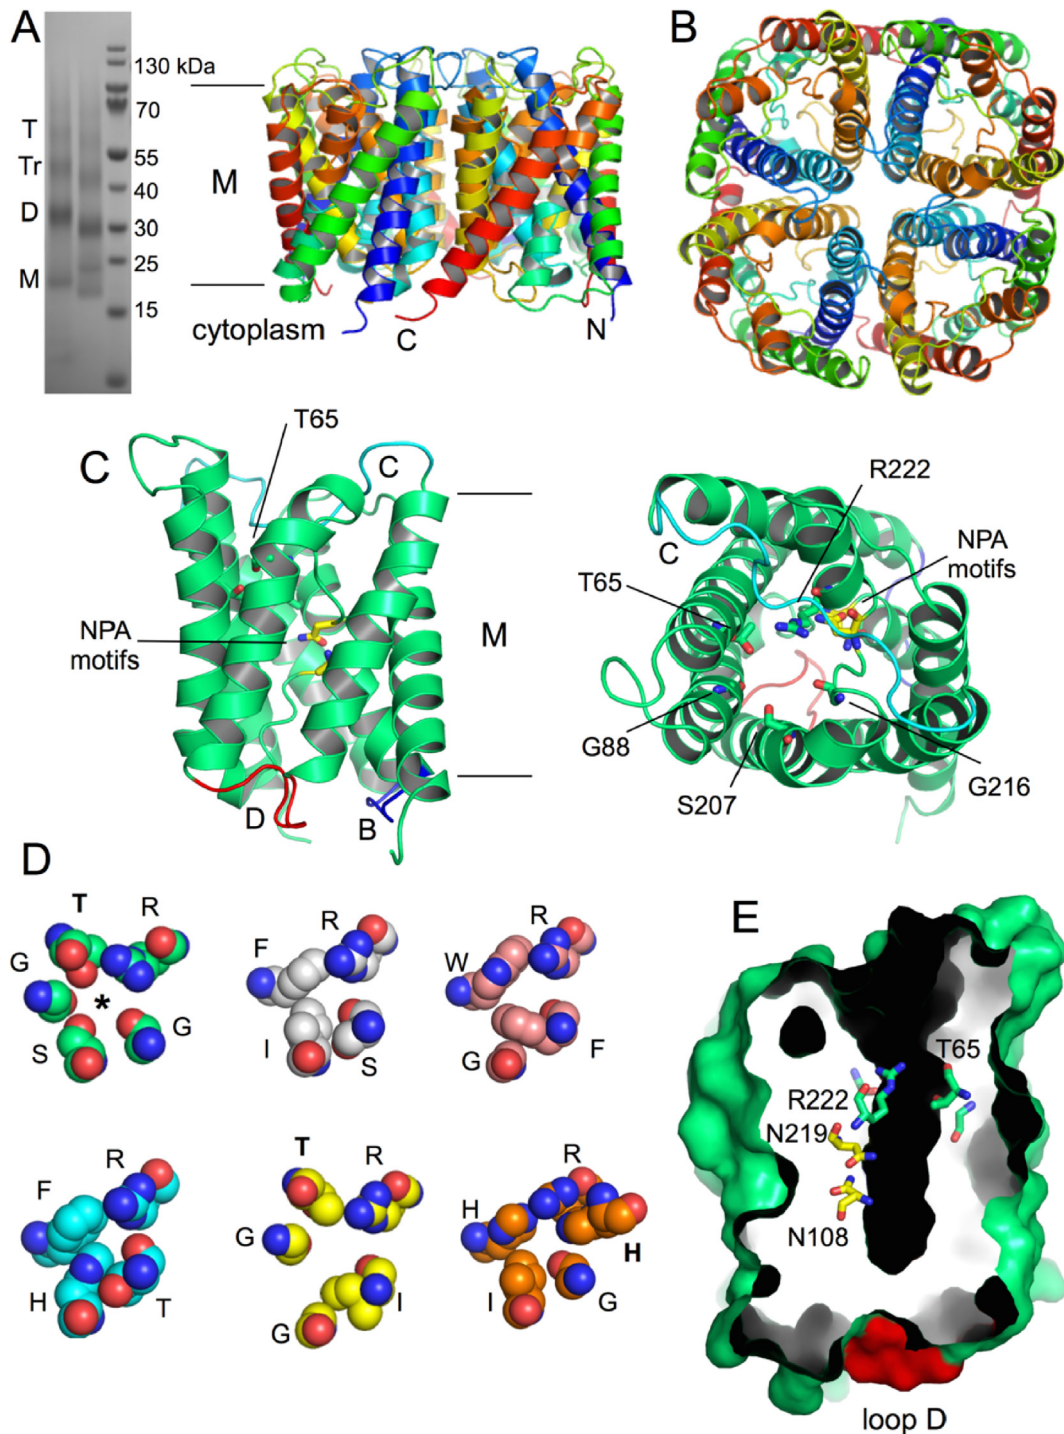 A
130 kDa
70
55
40
30
25
15
T
Tr
D
M
M
cytoplasm
C
N
B
C
T65
C
NPA
motifs
M
D
B
R222
C
NPA
motifs
T65
G88
S207
G216
D
T
R
G
*
S
G
R
F
I
S
R
W
G
F
R
F
H
T
T
R
G
G
I
R
H
H
I
G
E
T65
R222
N219
N108
loop D